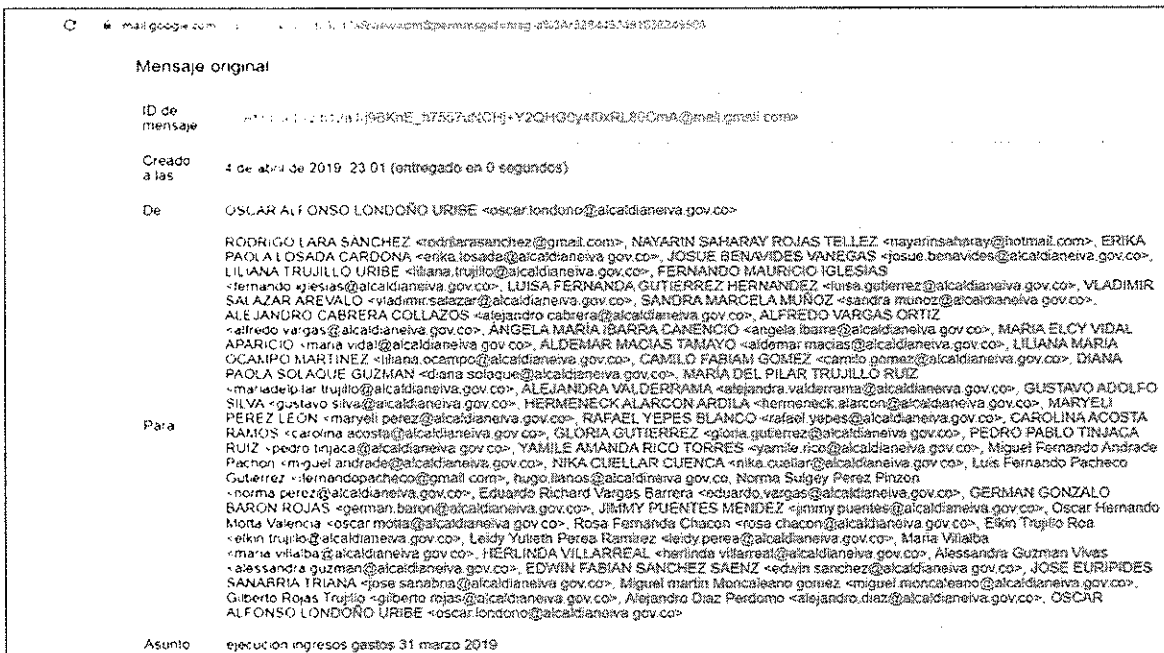 mail.google.com
Mensaje original
ID de mensaje
Creado a las 4 de abril de 2019 23:01 (entregado en 0 segundos)
De OSCAR ALFONSO LONDOÑO URIBE <oscar.londono@alcaldianeiva.gov.co>
Para
RODRIGO LARA SÁNCHEZ <rodrilarasanchez@gmail.com>, NAYARIN SAHARAY ROJAS TELLEZ <nayarinsaharay@hotmail.com>, ERIKA
PAOLA LOSADA CARDONA <erika.losada@alcaldianeiva.gov.co>, JOSUE BENAVIDES VANEGAS <josue.benavides@alcaldianeiva.gov.co>,
LILIANA TRUJILLO URIBE <liliana.trujillo@alcaldianeiva.gov.co>, FERNANDO MAURICIO IGLESIAS
<fernando.iglesias@alcaldianeiva.gov.co>, LUISA FERNANDA GUTIERREZ HERNANDEZ <luisa.gutierrez@alcaldianeiva.gov.co>, VLADIMIR
SALAZAR AREVALO <vladimir.salazar@alcaldianeiva.gov.co>, SANDRA MARCELA MUÑOZ <sandra.munoz@alcaldianeiva.gov.co>,
ALEJANDRO CABRERA COLLAZOS <alejandro.cabrera@alcaldianeiva.gov.co>, ALFREDO VARGAS ORTIZ
<alfredo.vargas@alcaldianeiva.gov.co>, ÁNGELA MARÍA IBARRA CANENCIO <angela.ibarra@alcaldianeiva.gov.co>, MARIA ELCY VIDAL
APARICIO <maria.vidal@alcaldianeiva.gov.co>, ALDEMAR MACIAS TAMAYO <aldemar.macias@alcaldianeiva.gov.co>, LILIANA MARIA
OCAMPO MARTINEZ <liliana.ocampo@alcaldianeiva.gov.co>, CAMILO FABIAM GOMEZ <camilo.gomez@alcaldianeiva.gov.co>, DIANA
PAOLA SOLAQUE GUZMAN <diana.solaque@alcaldianeiva.gov.co>, MARÍA DEL PILAR TRUJILLO RUIZ
<mariadelpilar.trujillo@alcaldianeiva.gov.co>, ALEJANDRA VALDERRAMA <alejandra.valderrama@alcaldianeiva.gov.co>, GUSTAVO ADOLFO
SILVA <gustavo.silva@alcaldianeiva.gov.co>, HERMENECK ALARCON ARDILA <hermeneck.alarcon@alcaldianeiva.gov.co>, MARYELI
PEREZ LEÓN <maryeli.perez@alcaldianeiva.gov.co>, RAFAEL YEPES BLANCO <rafael.yepes@alcaldianeiva.gov.co>, CAROLINA ACOSTA
RAMOS <carolina.acosta@alcaldianeiva.gov.co>, GLORIA GUTIERREZ <gloria.gutierrez@alcaldianeiva.gov.co>, PEDRO PABLO TINJACA
RUIZ <pedro.tinjaca@alcaldianeiva.gov.co>, YAMILE AMANDA RICO TORRES <yamile.rico@alcaldianeiva.gov.co>, Miguel Fernando Andrade
Pachon <miguel.andrade@alcaldianeiva.gov.co>, NIKA CUELLAR CUENCA <nika.cuellar@alcaldianeiva.gov.co>, Luis Fernando Pacheco
Gutierrez <lfernandopacheco@gmail.com>, hugo.llanos@alcaldianeiva.gov.co, Norma Sulgey Perez Pinzon
<norma.perez@alcaldianeiva.gov.co>, Eduardo Richard Vargas Barrera <eduardo.vargas@alcaldianeiva.gov.co>, GERMAN GONZALO
BARON ROJAS <german.baron@alcaldianeiva.gov.co>, JIMMY PUENTES MENDEZ <jimmy.puentes@alcaldianeiva.gov.co>, Oscar Hernando
Motta Valencia <oscar.motta@alcaldianeiva.gov.co>, Rosa Fernanda Chacon <rosa.chacon@alcaldianeiva.gov.co>, Elkin Trujillo Roa
<elkin.trujillo@alcaldianeiva.gov.co>, Leidy Yulieth Perea Ramirez <leidy.perea@alcaldianeiva.gov.co>, Maria Villalba
<maria.villalba@alcaldianeiva.gov.co>, HERLINDA VILLARREAL <herlinda.villarreal@alcaldianeiva.gov.co>, Alessandra Guzman Vivas
<alessandra.guzman@alcaldianeiva.gov.co>, EDWIN FABIAN SANCHEZ SAENZ <edwin.sanchez@alcaldianeiva.gov.co>, JOSE EURIPIDES
SANABRIA TRIANA <jose.sanabria@alcaldianeiva.gov.co>, Miguel martin Moncaleano gomez <miguel.moncaleano@alcaldianeiva.gov.co>,
Gilberto Rojas Trujillo <gilberto.rojas@alcaldianeiva.gov.co>, Alejandro Diaz Perdomo <alejandro.diaz@alcaldianeiva.gov.co>, OSCAR
ALFONSO LONDOÑO URIBE <oscar.londono@alcaldianeiva.gov.co>
Asunto ejecucion ingresos gastos 31 marzo 2019